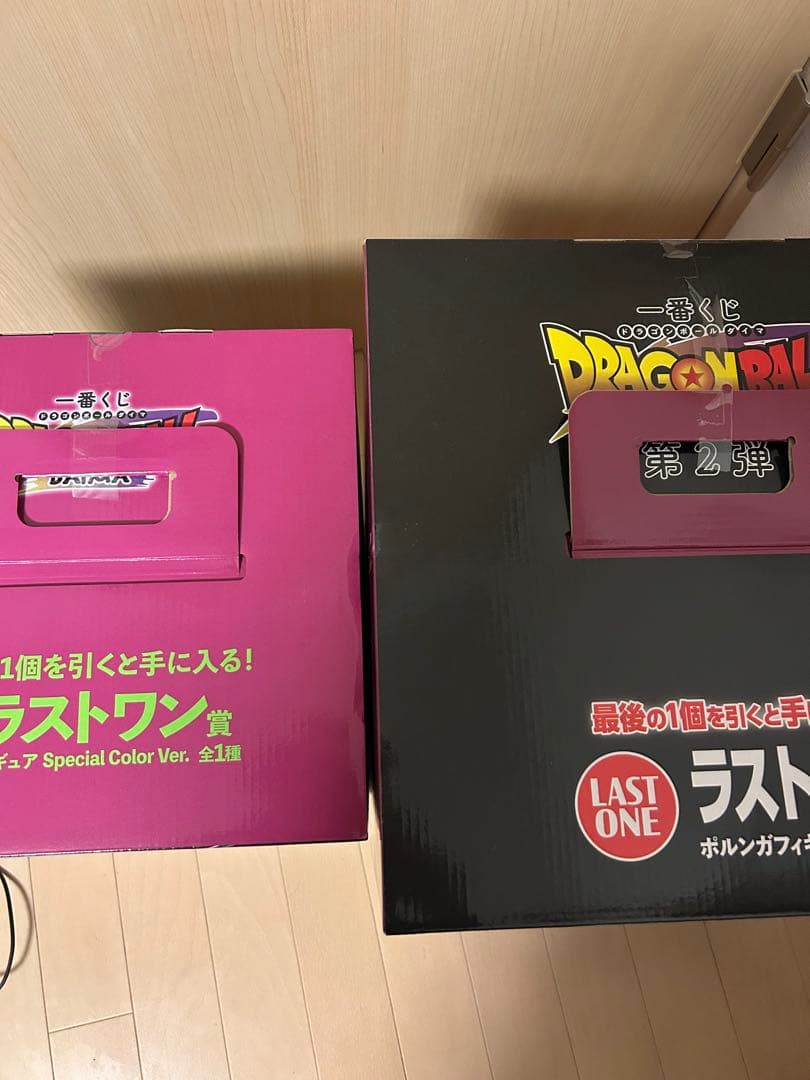 一番くじ
ドラゴンボールダイマ
DAIMA
1個を引くと手に入る!
ラストワン賞
ギュア Special Color Ver. 全1種
一番くじ
ドラゴンボールダイマ
DRAGON BAL
第2弾
最後の1個を引くと手に
LAST
ONE
ラスト
ポルンガフィギ